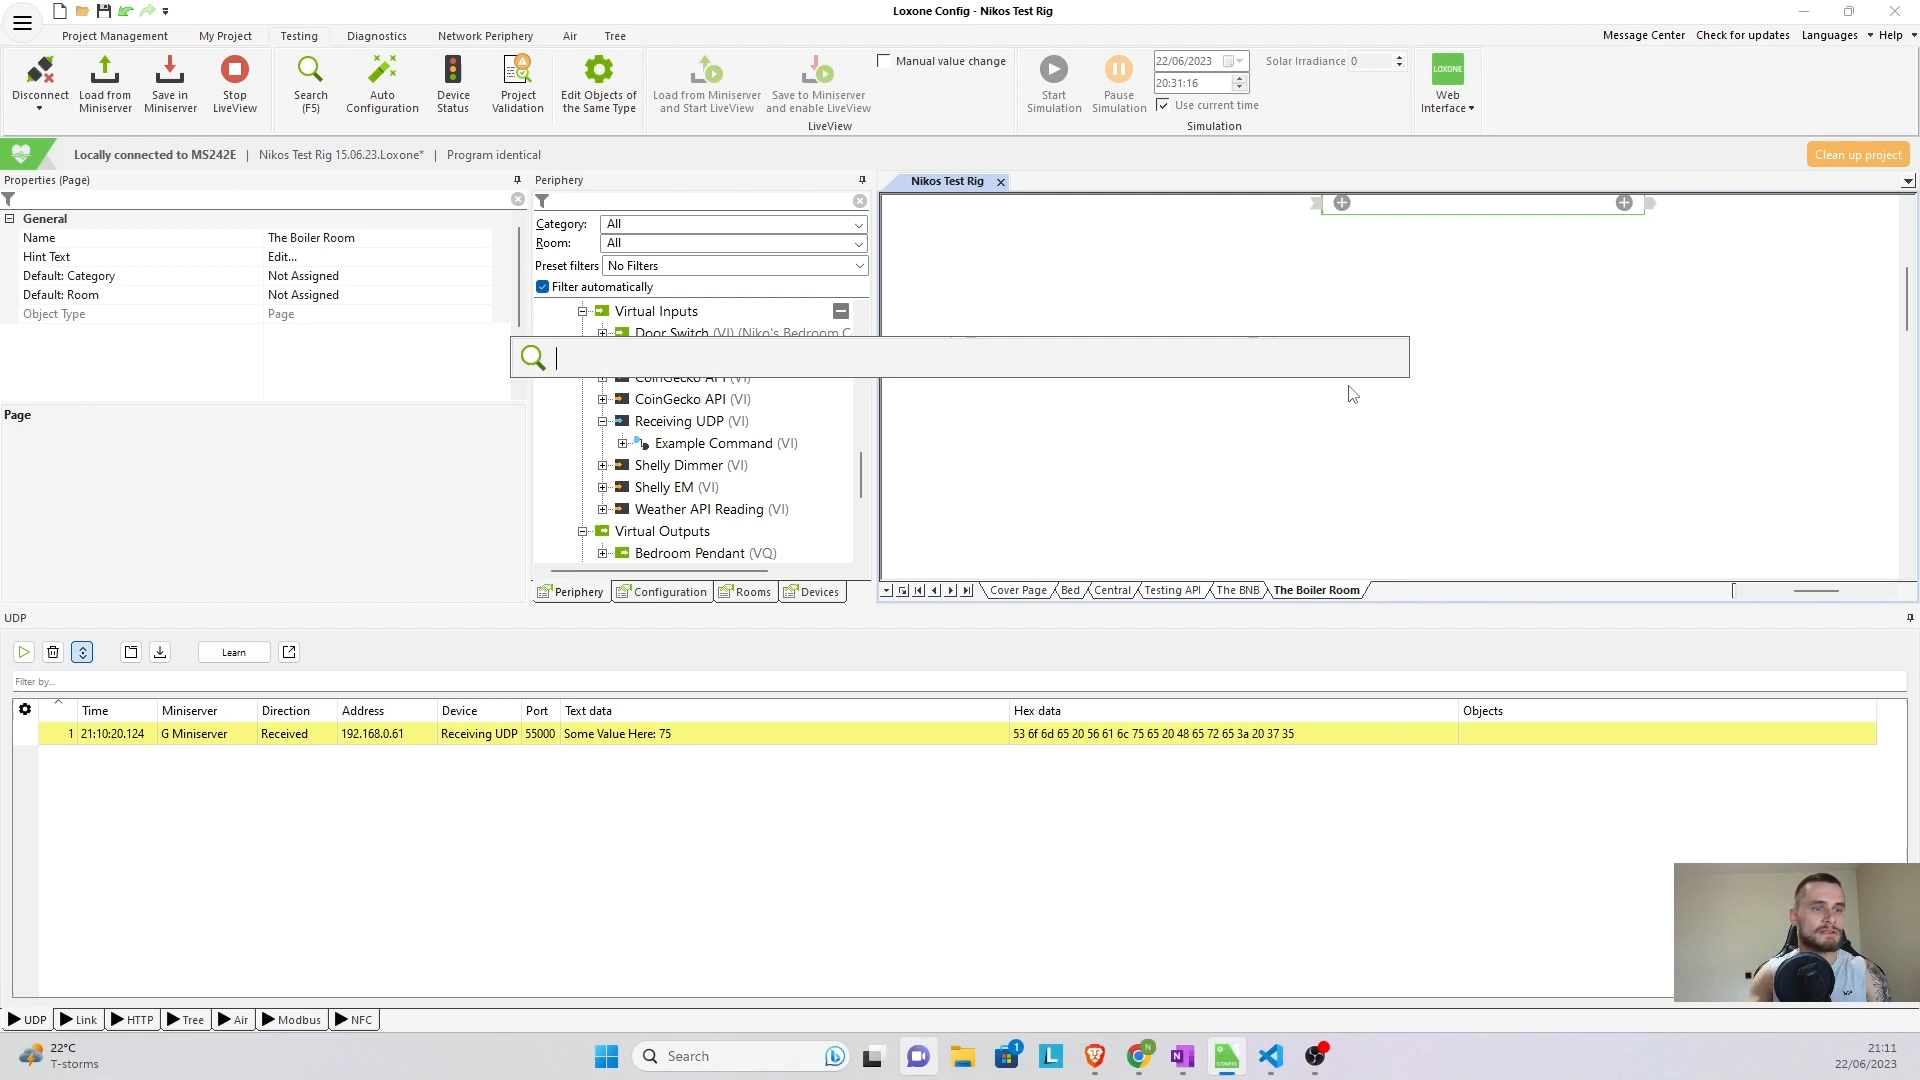 Loxone Config - Nikos Test Rig
Project Management My Project Testing Diagnostics Network Periphery Air Tree Message Center Check for updates Languages Help
Disconnect
Load from Miniserver
Save in Miniserver
Stop LiveView
Search (F5)
Auto Configuration
Device Status
Project Validation
Edit Objects of the Same Type
Load from Miniserver and Start LiveView
Save to Miniserver and enable LiveView
LiveView
Manual value change
Start Simulation
Pause Simulation
22/06/2023
20:31:16
Use current time
Solar Irradiance 0
Simulation
LOXONE
Web Interface
Locally connected to MS242E | Nikos Test Rig 15.06.23.Loxone* | Program identical
Clean up project
Properties (Page)
General
Name The Boiler Room
Hint Text Edit...
Default: Category Not Assigned
Default: Room Not Assigned
Object Type Page
Page
Periphery
Category: All
Room: All
Preset filters No Filters
Filter automatically
Virtual Inputs
Door Switch (VI) (Niko's Bedroom C
CoinGecko API (VI)
CoinGecko API (VI)
Receiving UDP (VI)
Example Command (VI)
Shelly Dimmer (VI)
Shelly EM (VI)
Weather API Reading (VI)
Virtual Outputs
Bedroom Pendant (VQ)
Periphery Configuration Rooms Devices
Nikos Test Rig
Cover Page Bed Central Testing API The BNB The Boiler Room
UDP
Learn
Filter by...
Time Miniserver Direction Address Device Port Text data Hex data Objects
1 21:10:20.124 G Miniserver Received 192.168.0.61 Receiving UDP 55000 Some Value Here: 75 53 6f 6d 65 20 56 61 6c 75 65 20 48 65 72 65 3a 20 37 35
UDP Link HTTP Tree Air Modbus NFC
22°C
T-storms
Search
1
L
N
N
CONFIG
21:11
22/06/2023